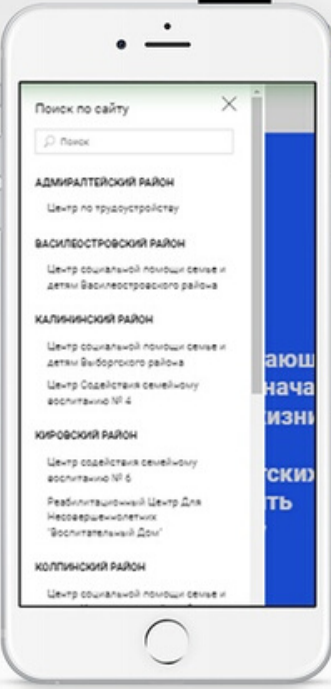 Поиск по сайту
Поиск
АДМИРАЛТЕЙСКИЙ РАЙОН
Центр по трудоустройству
ВАСИЛЕОСТРОВСКИЙ РАЙОН
Центр социальной помощи семье и
детям Василеостровского района
КАЛИНИНСКИЙ РАЙОН
Центр социальной помощи семье и
детям Выборгского района
Центр Содействия семейному
воспитанию № 4
КИРОВСКИЙ РАЙОН
Центр содействия семейному
воспитанию № 6
Реабилитационный Центр Для
Несовершеннолетних
"Воспитательный Дом"
КОЛПИНСКИЙ РАЙОН
Центр социальной помощи семье и
ающ
нача
изни
тских
ть